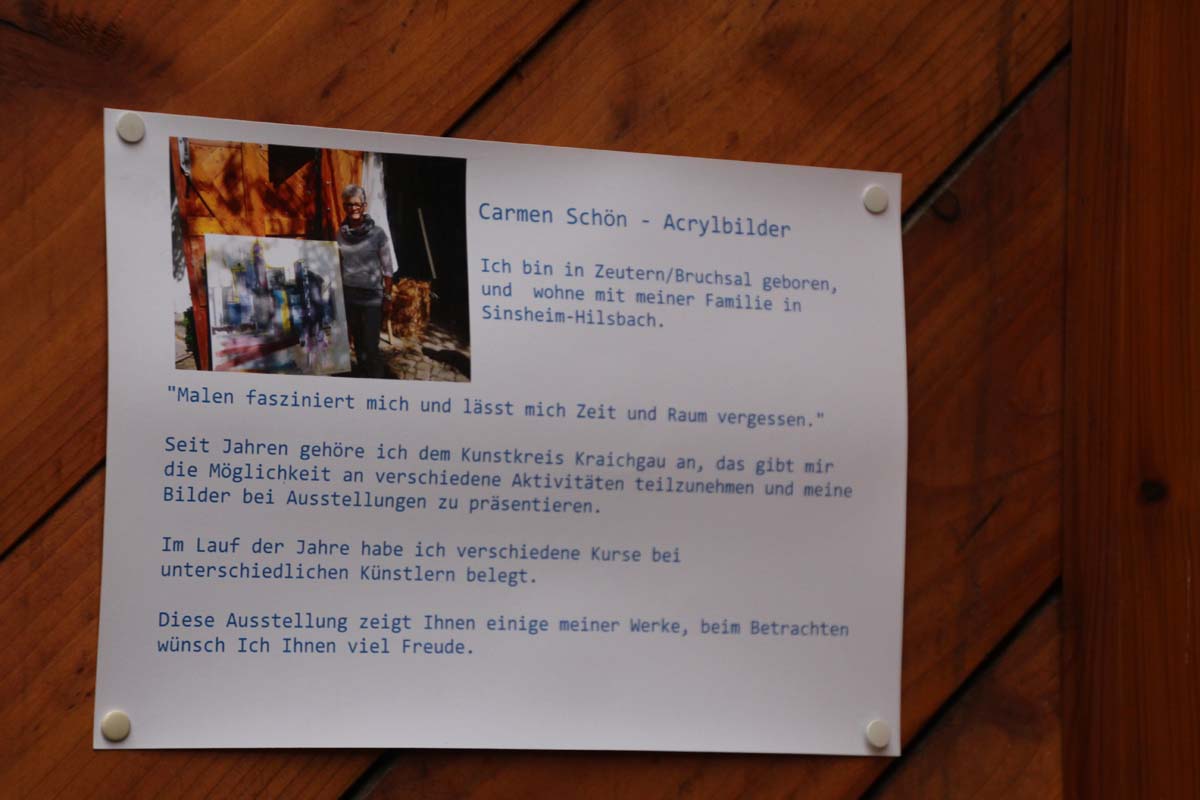 Carmen Schön - Acrylbilder
Ich bin in Zeutern/Bruchsal geboren,
und wohne mit meiner Familie in
Sinsheim-Hilsbach.
"Malen fasziniert mich und lässt mich Zeit und Raum vergessen."
Seit Jahren gehöre ich dem Kunstkreis Kraichgau an, das gibt mir
die Möglichkeit an verschiedene Aktivitäten teilzunehmen und meine
Bilder bei Ausstellungen zu präsentieren.
Im Lauf der Jahre habe ich verschiedene Kurse bei
unterschiedlichen Künstlern belegt.
Diese Ausstellung zeigt Ihnen einige meiner Werke, beim Betrachten
wünsch Ich Ihnen viel Freude.